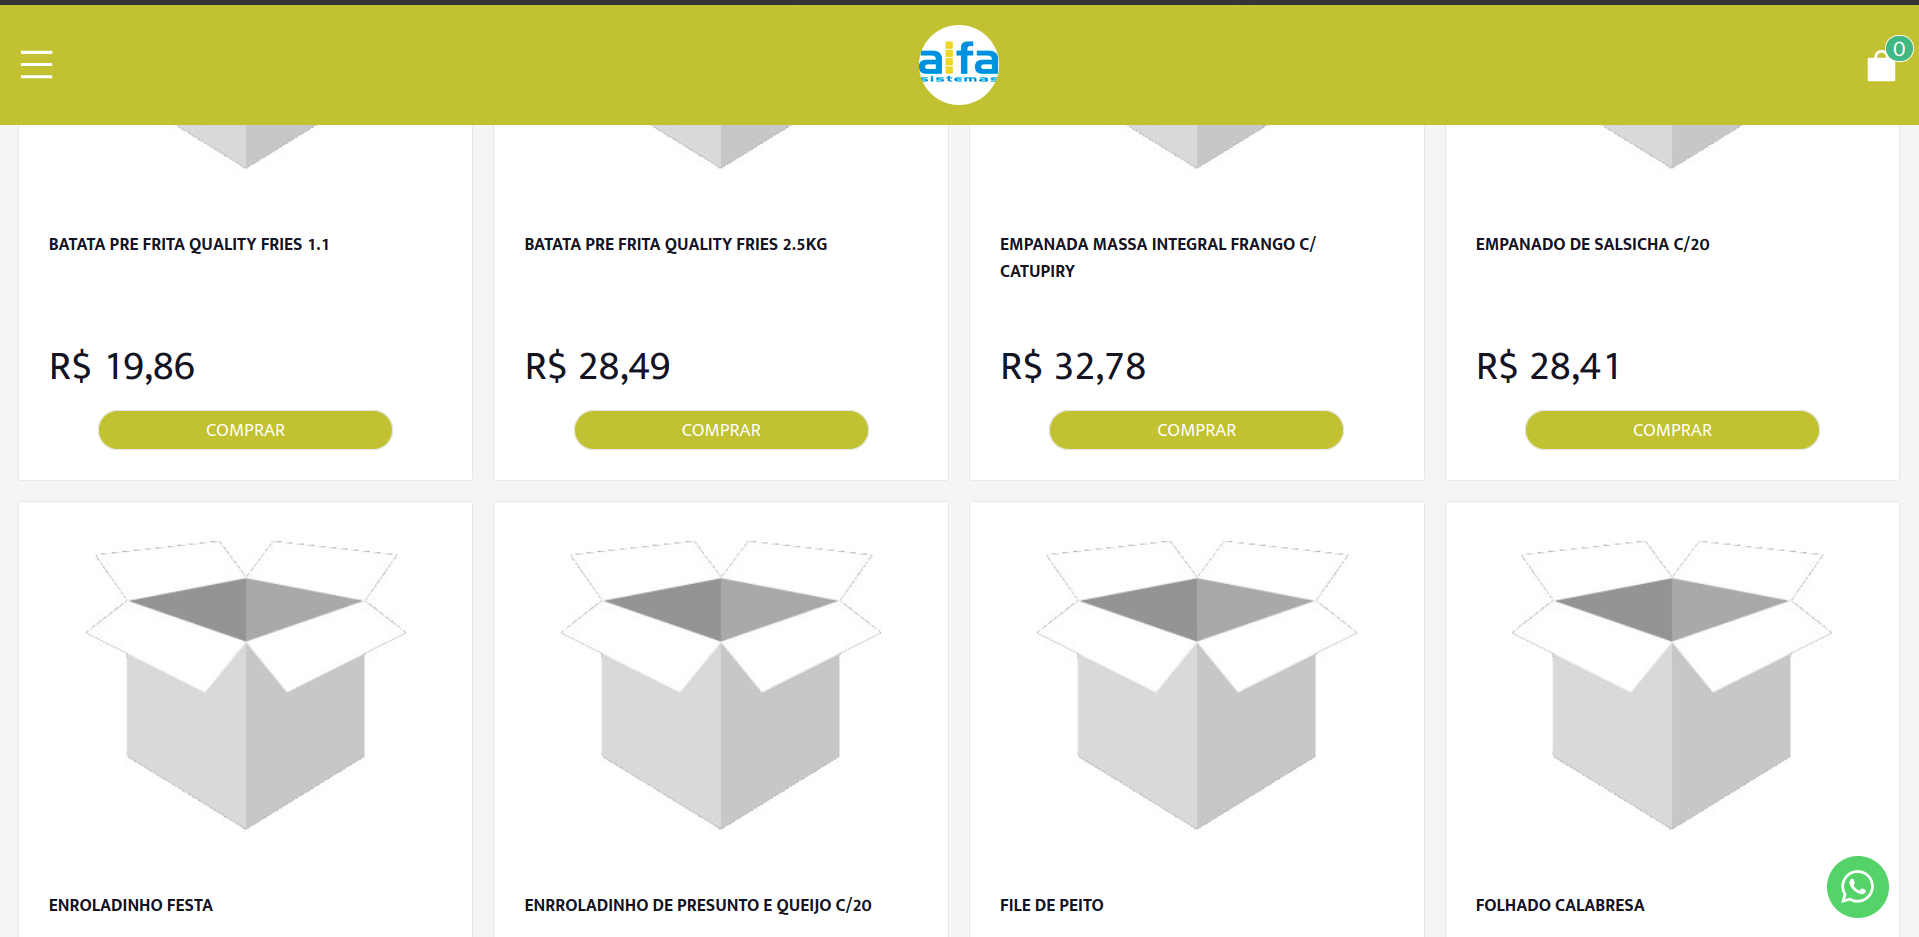 alfa
sistemas
0
BATATA PRE FRITA QUALITY FRIES 1.1
BATATA PRE FRITA QUALITY FRIES 2.5KG
EMPANADA MASSA INTEGRAL FRANGO C/
CATUPIRY
EMPANADO DE SALSICHA C/20
R$ 19,86
R$ 28,49
R$ 32,78
R$ 28,41
COMPRAR
COMPRAR
COMPRAR
COMPRAR
ENROLADINHO FESTA
ENRROLADINHO DE PRESUNTO E QUEIJO C/20
FILE DE PEITO
FOLHADO CALABRESA